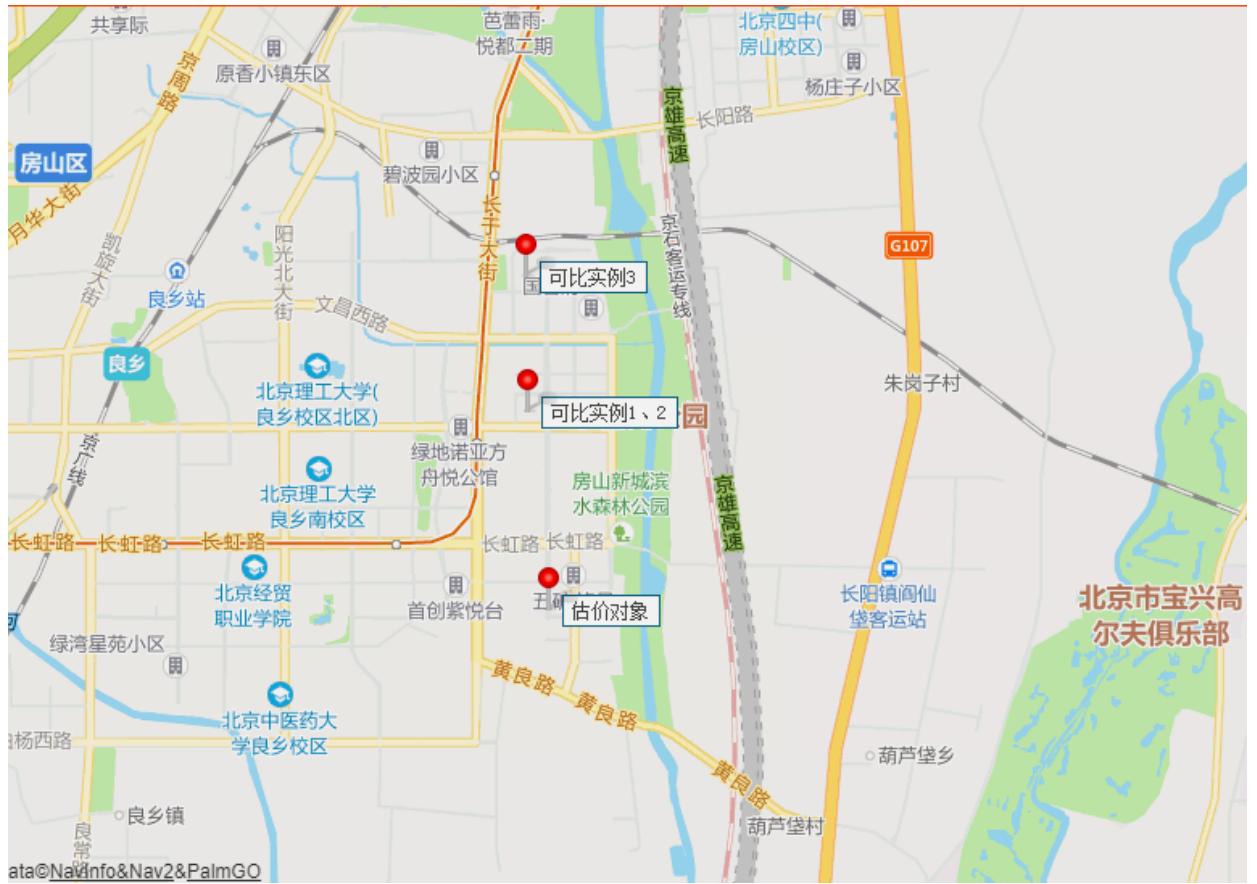 共享际
芭蕾雨·
悦都二期
北京四中(
房山校区)
原香小镇东区
京周路
杨庄子小区
京雄高速
长阳路
房山区
碧波园小区
月华大街
凯旋大街
阳光北大街
长于大街
京石客运专线
G107
可比实例3
良乡站
文昌西路
良乡
北京理工大学(
良乡校区北区)
朱岗子村
可比实例1、2
园
绿地诺亚方
舟悦公馆
京广线
北京理工大学
良乡南校区
房山新城滨
水森林公园
京雄高速
长虹路
长虹路
长虹路
长虹路
长虹路
北京经贸
职业学院
首创紫悦台
估价对象
长阳镇阎仙
垡客运站
北京市宝兴高
尔夫俱乐部
河
绿湾星苑小区
黄良路
黄良路
黄良路
北京中医药大
学良乡校区
杨西路
葫芦垡乡
良乡镇
良常路
葫芦垡村
ata©NavInfo&Nav2&PalmGO